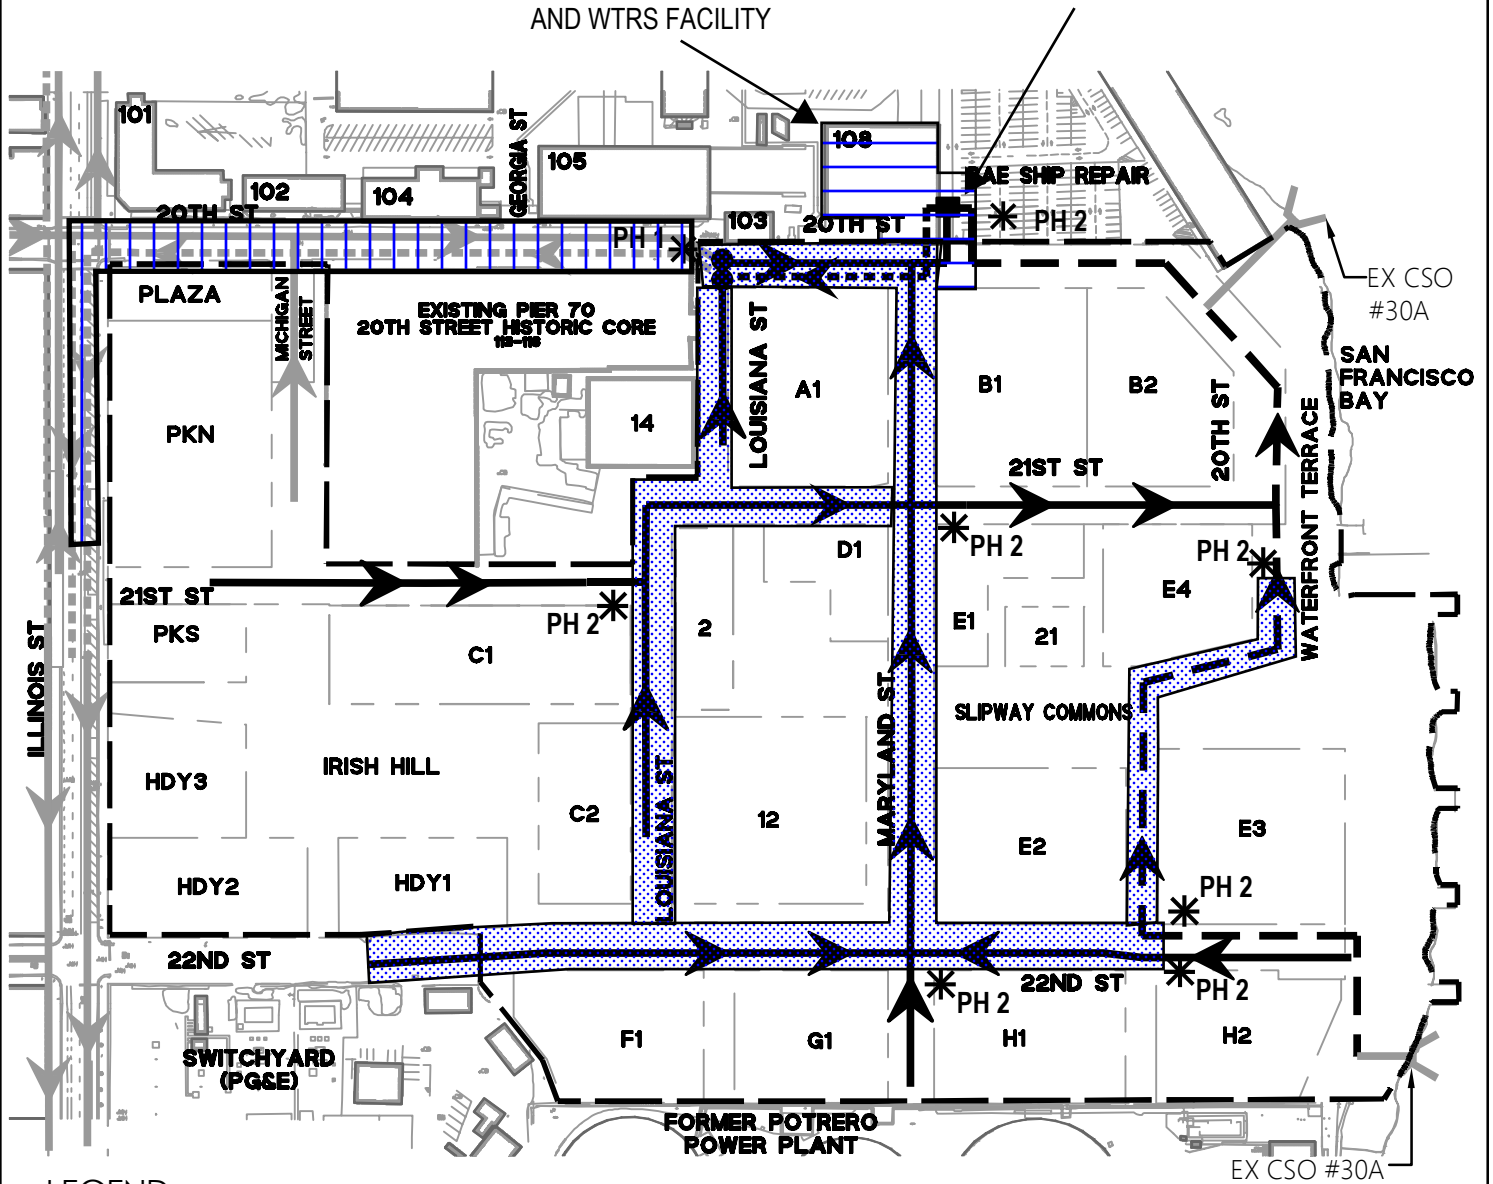 AND WTRS FACILITY
101
GEORGIA ST
108
105
102
104
BAE SHIP REPAIR
20TH ST
103
20TH ST
PH 2
PH 1
EX CSO
#30A
PLAZA
MICHIGAN
STREET
EXISTING PIER 70
20TH STREET HISTORIC CORE
113-116
LOUISIANA ST
SAN
FRANCISCO
BAY
A1
B1
B2
20TH ST
WATERFRONT TERRACE
PKN
14
21ST ST
D1
PH 2
PH 2
21ST ST
E4
PKS
PH 2
2
E1
21
ILLINOIS ST
C1
MARYLAND ST
SLIPWAY COMMONS
HDY3
IRISH HILL
LOUISIANA ST
C2
12
E2
E3
HDY2
HDY1
PH 2
22ND ST
22ND ST
PH 2
PH 2
SWITCHYARD
(PG&E)
F1
G1
H1
H2
FORMER POTRERO
POWER PLANT
EX CSO #30A
LEGEND